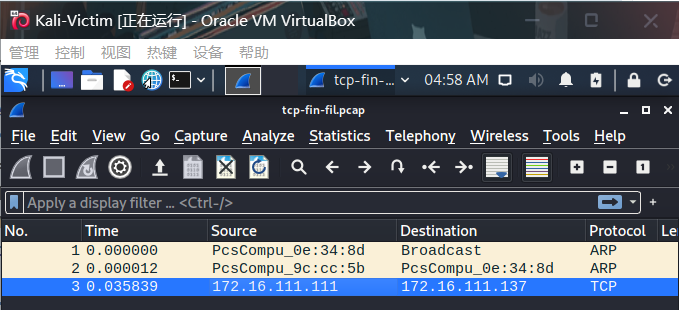 Kali-Victim [正在运行] - Oracle VM VirtualBox
管理 控制 视图 热键 设备 帮助
tcp-fin-... 04:58 AM
tcp-fin-fil.pcap
File Edit View Go Capture Analyze Statistics Telephony Wireless Tools Help
Apply a display filter ... <Ctrl-/>
No. Time Source Destination Protocol Le
1 0.000000 PcsCompu_0e:34:8d Broadcast ARP
2 0.000012 PcsCompu_9c:cc:5b PcsCompu_0e:34:8d ARP
3 0.035839 172.16.111.111 172.16.111.137 TCP